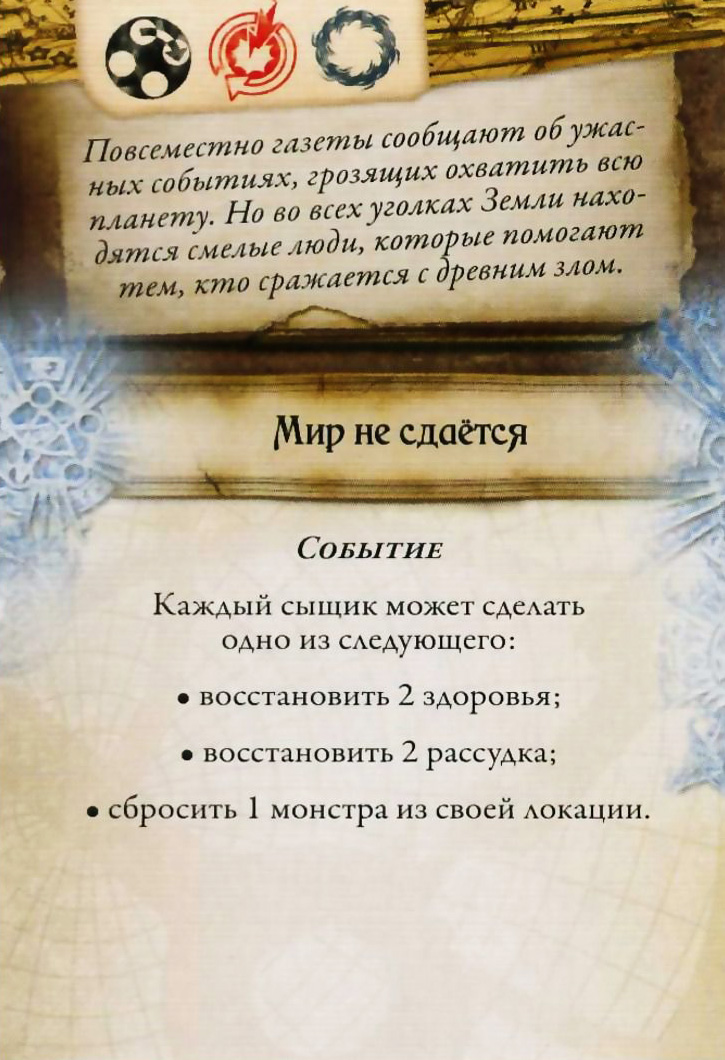 Повсеместно газеты сообщают об ужас-
ных событиях, грозящих охватить всю
планету. Но во всех уголках Земли нахо-
дятся смелые люди, которые помогают
тем, кто сражается с древним злом.
Мир не сдаётся
Событие
Каждый сыщик может сделать
одно из следующего:
• восстановить 2 здоровья;
• восстановить 2 рассудка;
• сбросить 1 монстра из своей локации.